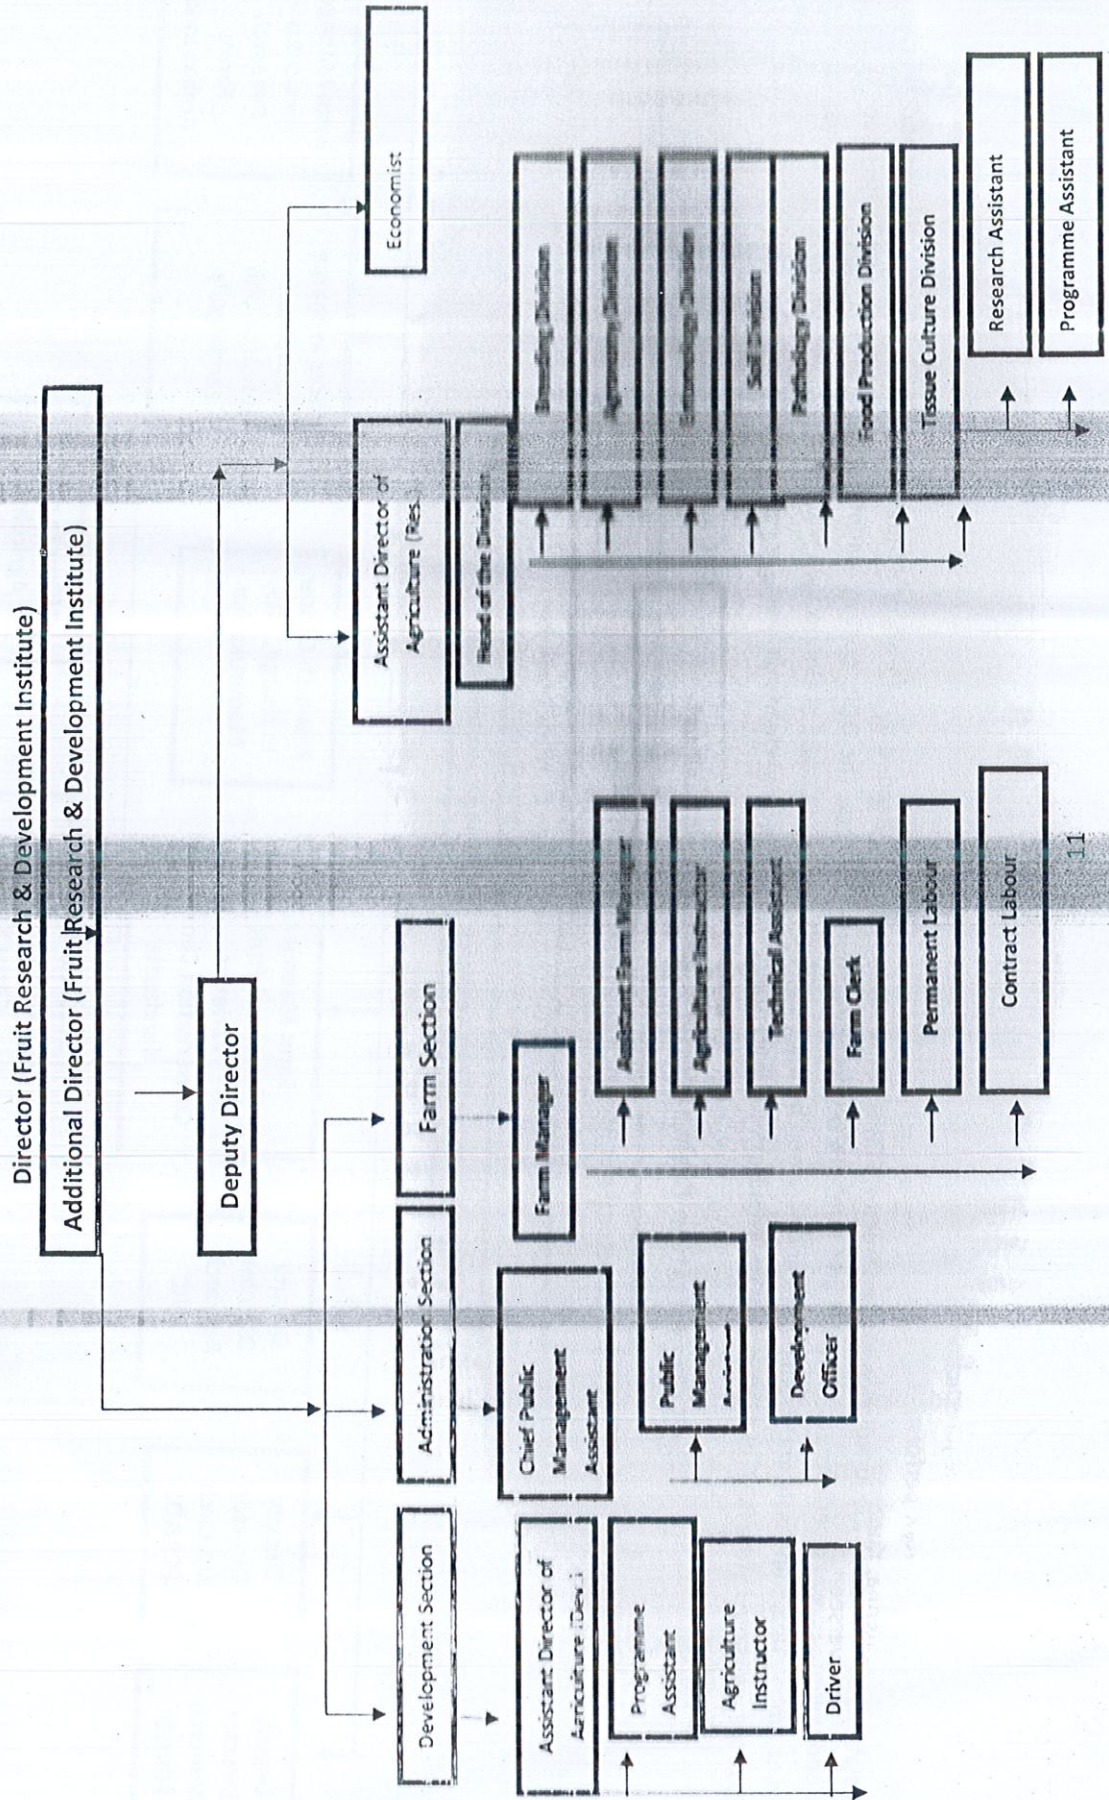 Director (Fruit Research & Development Institute)
Additional Director (Fruit Research & Development Institute)
Deputy Director
Development Section
Administration Section
Farm Section
Assistant Director of
Agriculture (Dev.)
Programme
Assistant
Agriculture
Instructor
Driver
Chief Public
Management
Assistant
Public
Management
Development
Officer
Farm Manager
Assistant Farm Manager
Agriculture Instructor
Technical Assistant
Farm Clerk
Permanent Labour
Contract Labour
Assistant Director of
Agriculture (Res.)
Head of the Division
Economist
Breeding Division
Agronomy Division
Entomology Division
Soil Division
Pathology Division
Food Production Division
Tissue Culture Division
Research Assistant
Programme Assistant
11